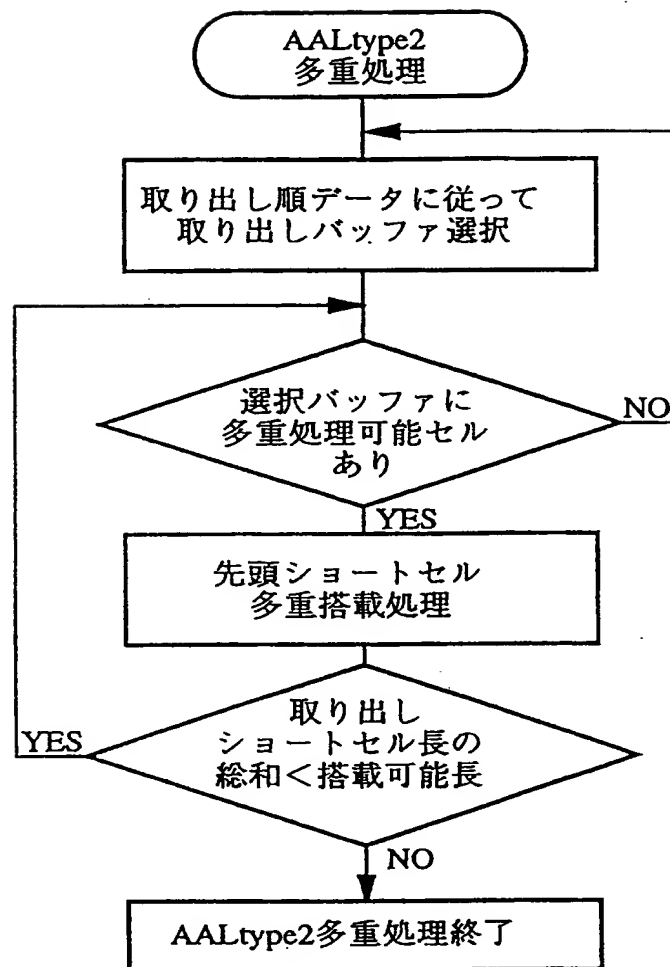 AALtype2
多重処理
取り出し順データに従って
取り出しバッファ選択
選択バッファに
多重処理可能セル
あり
NO
YES
先頭ショートセル
多重搭載処理
取り出し
ショートセル長の
総和＜搭載可能長
YES
NO
AALtype2多重処理終了